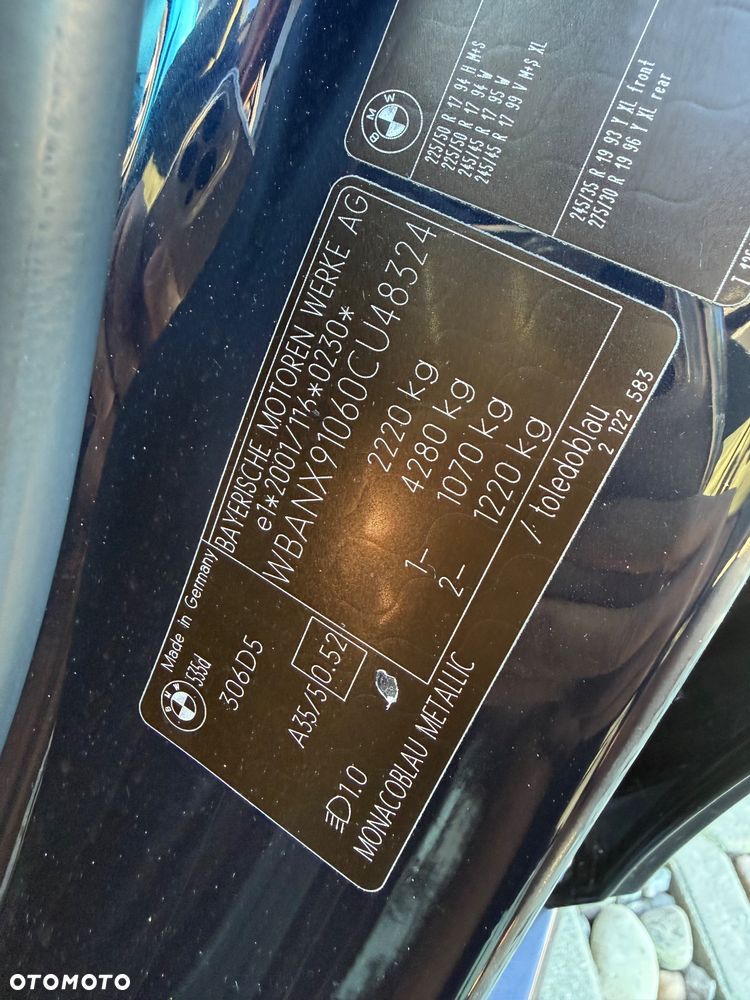 BMW
225/50 R 17 94 H M+S
225/50 R 17 94 W
245/45 R 17 95 W
245/45 R 17 99 V M+S XL
245/35 R 19 93 Y XL front
275/30 R 19 96 Y XL rear
Made in Germany
BMW
535d
BAYERISCHE MOTOREN WERKE AG
e1*2001/116*0230*
WBANX91060CU48324
306D5
2220 kg
4280 kg
A35/5 0.52
1- 1070 kg
2- 1220 kg
1.0
MONACOBLAU METALLIC / toledoblau
2 122 583
OTOMOTO